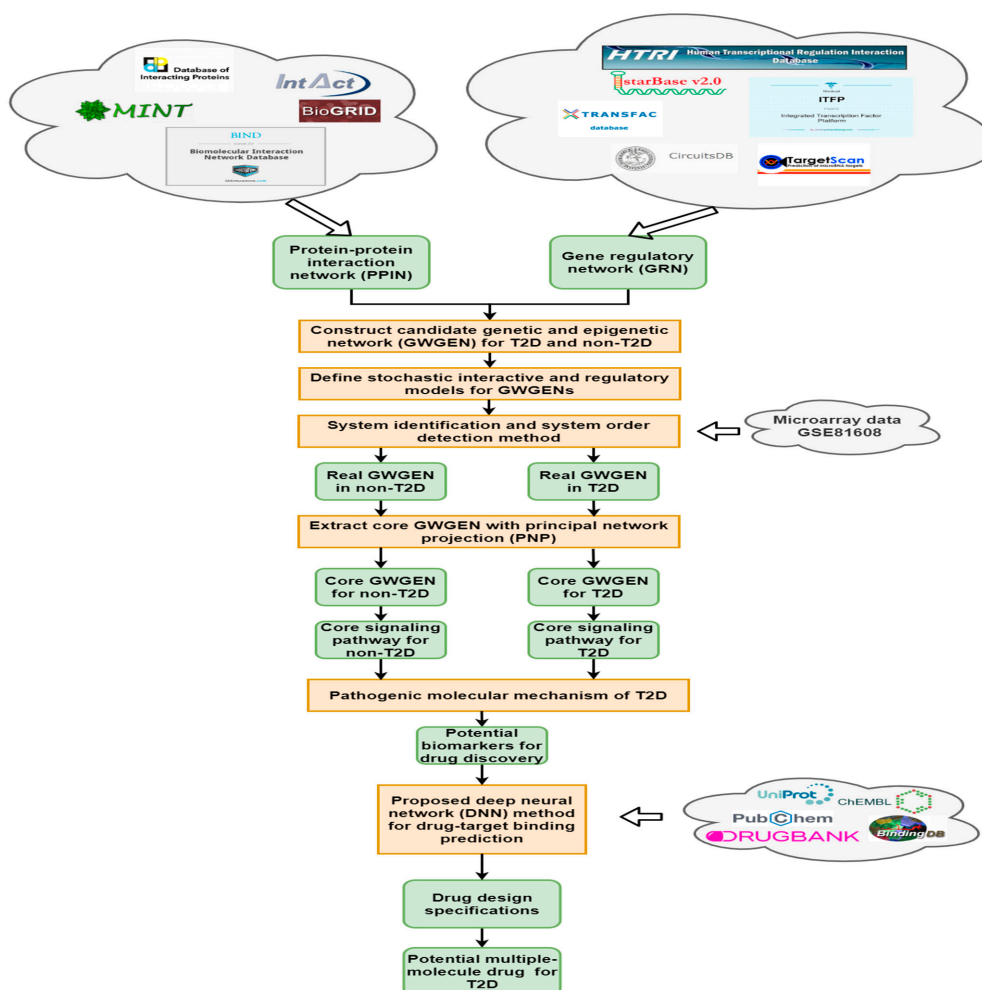 Database of
Interacting Proteins
IntAct
MINT
BioGRID
BIND
Biomolecular Interaction
Network Database
HTRI Human Transcriptional Regulation Interaction
Database
starBase v2.0
TRANSFAC
database
ITFP
Integrated Transcription Factor
Platform
CircuitsDB
TargetScan
Prediction of microRNA targets
Protein-protein
interaction
network (PPIN)
Gene regulatory
network (GRN)
Construct candidate genetic and epigenetic
network (GWGEN) for T2D and non-T2D
Define stochastic interactive and regulatory
models for GWGENs
System identification and system order
detection method
Microarray data
GSE81608
Real GWGEN
in non-T2D
Real GWGEN
in T2D
Extract core GWGEN with principal network
projection (PNP)
Core GWGEN
for non-T2D
Core GWGEN
for T2D
Core signaling
pathway for
non-T2D
Core signaling
pathway for
T2D
Pathogenic molecular mechanism of T2D
Potential
biomarkers for
drug discovery
Proposed deep neural
network (DNN) method
for drug-target binding
prediction
UniProt
ChEMBL
PubChem
DRUGBANK
BindingDB
Drug design
specifications
Potential multiple-
molecule drug for
T2D